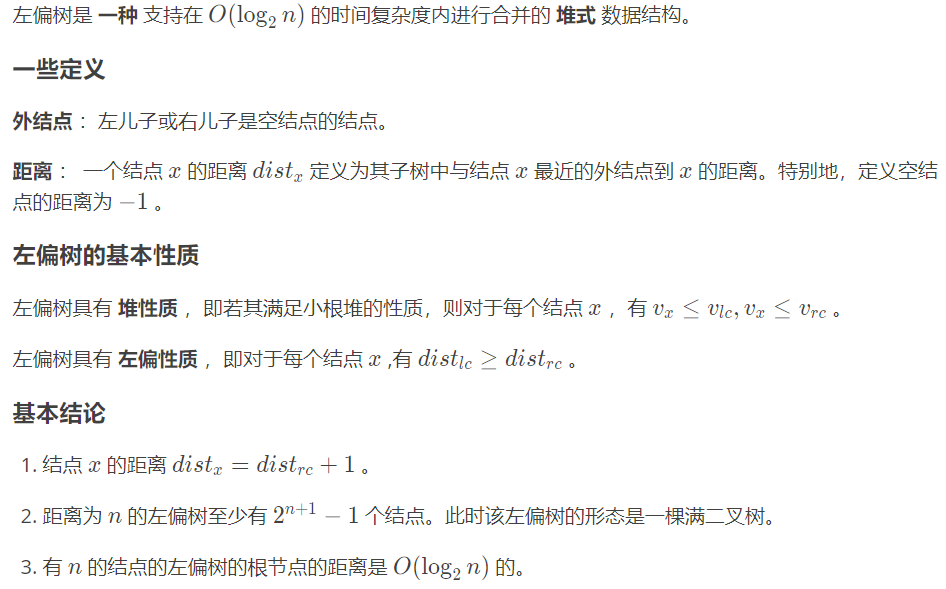 左偏树是 一种 支持在 O(log₂ n) 的时间复杂度内进行合并的 堆式 数据结构。
一些定义
外结点 ：左儿子或右儿子是空结点的结点。
距离 ： 一个结点 x 的距离 distₓ 定义为其子树中与结点 x 最近的外结点到 x 的距离。特别地，定义空结
点的距离为 −1 。
左偏树的基本性质
左偏树具有 堆性质 ，即若其满足小根堆的性质，则对于每个结点 x ，有 vₓ ≤ v_{lc}, vₓ ≤ v_{rc} 。
左偏树具有 左偏性质 ，即对于每个结点 x ,有 dist_{lc} ≥ dist_{rc} 。
基本结论
1. 结点 x 的距离 distₓ = dist_{rc} + 1 。
2. 距离为 n 的左偏树至少有 2^{n+1} − 1 个结点。此时该左偏树的形态是一棵满二叉树。
3. 有 n 的结点的左偏树的根节点的距离是 O(log₂ n) 的。